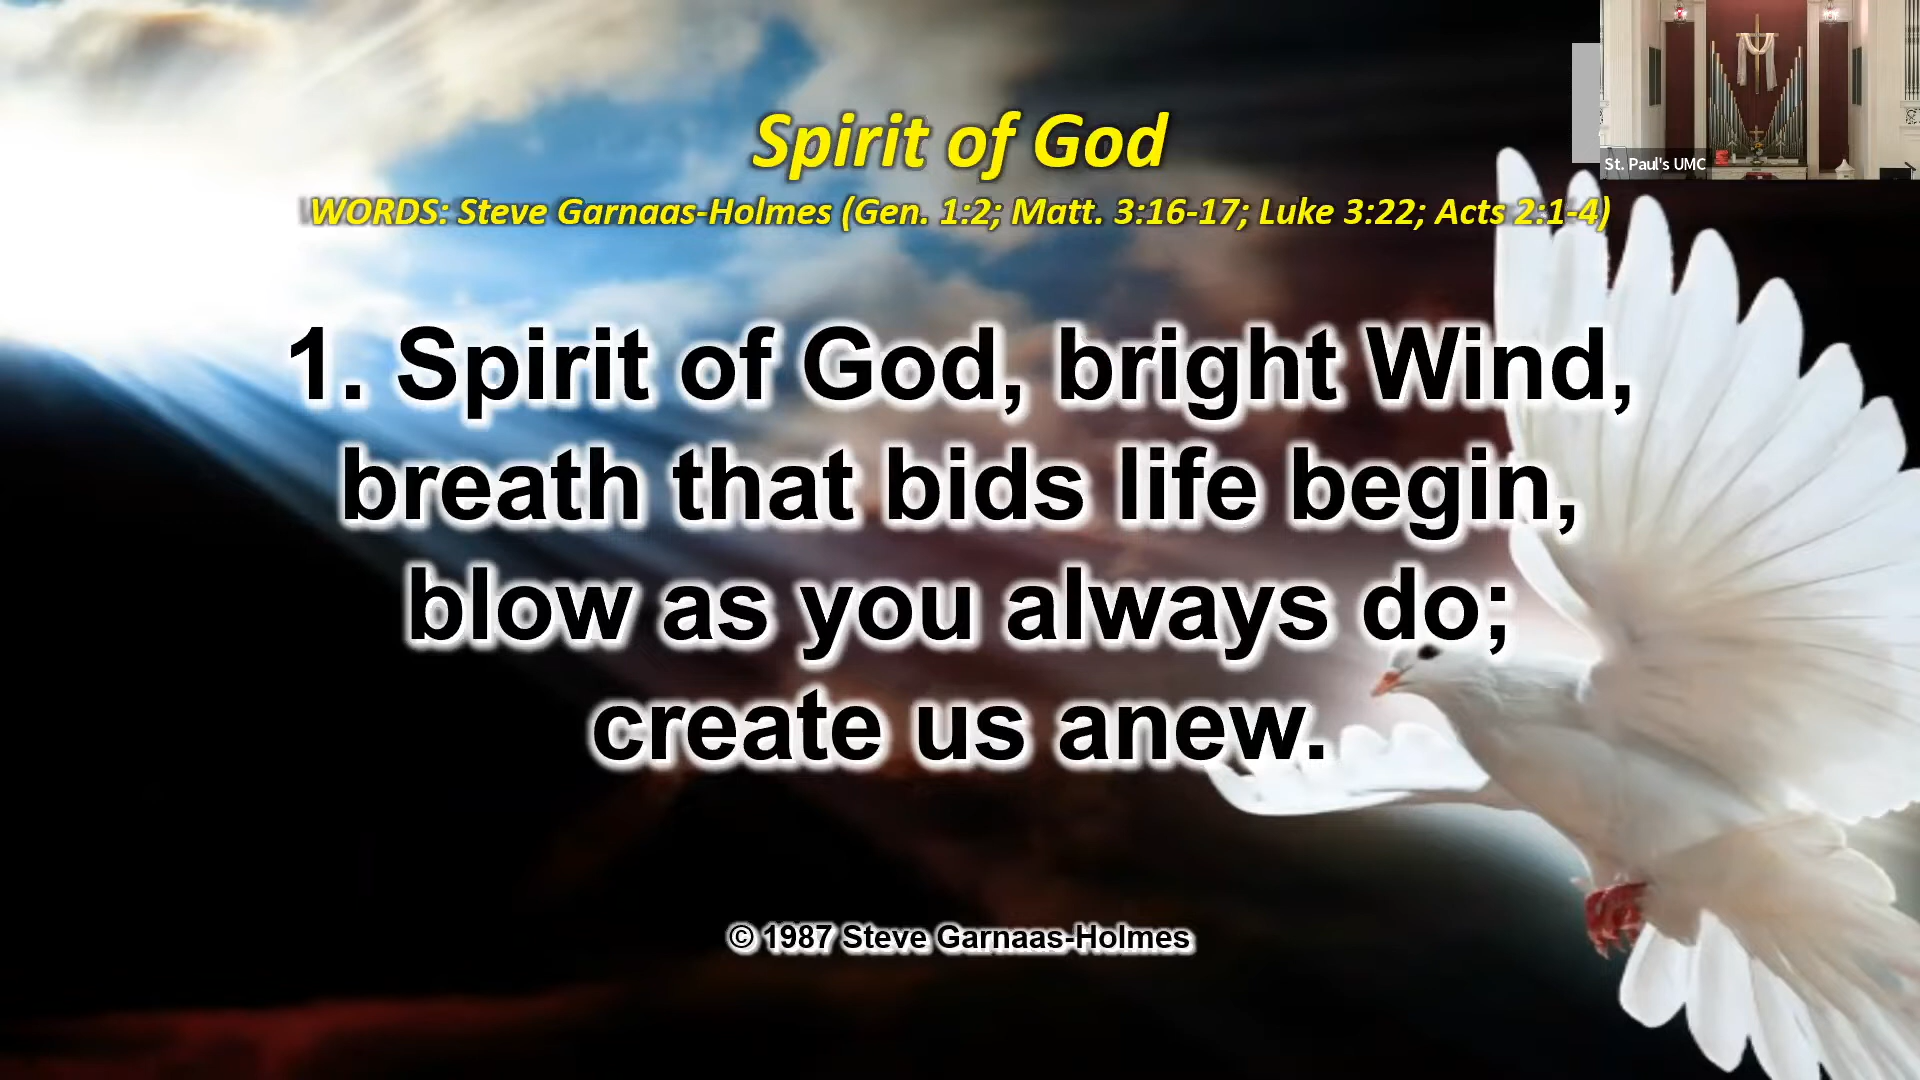 Spirit of God
WORDS: Steve Garnaas-Holmes (Gen. 1:2; Matt. 3:16-17; Luke 3:22; Acts 2:1-4)
St. Paul's UMC
1. Spirit of God, bright Wind,
breath that bids life begin,
blow as you always do;
create us anew.
© 1987 Steve Garnaas-Holmes